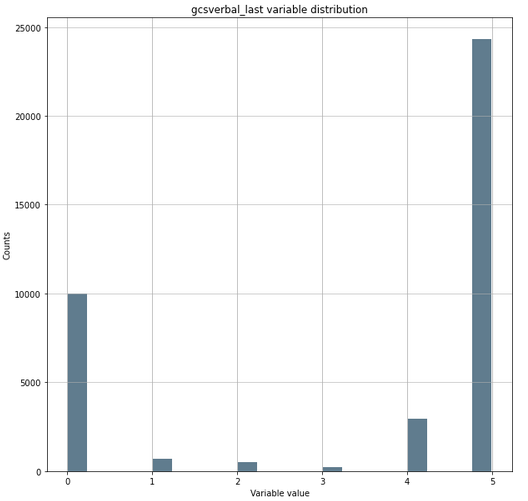 gcsverbal_last variable distribution
25000
20000
15000
10000
5000
0
0 1 2 3 4 5
Counts
Variable value